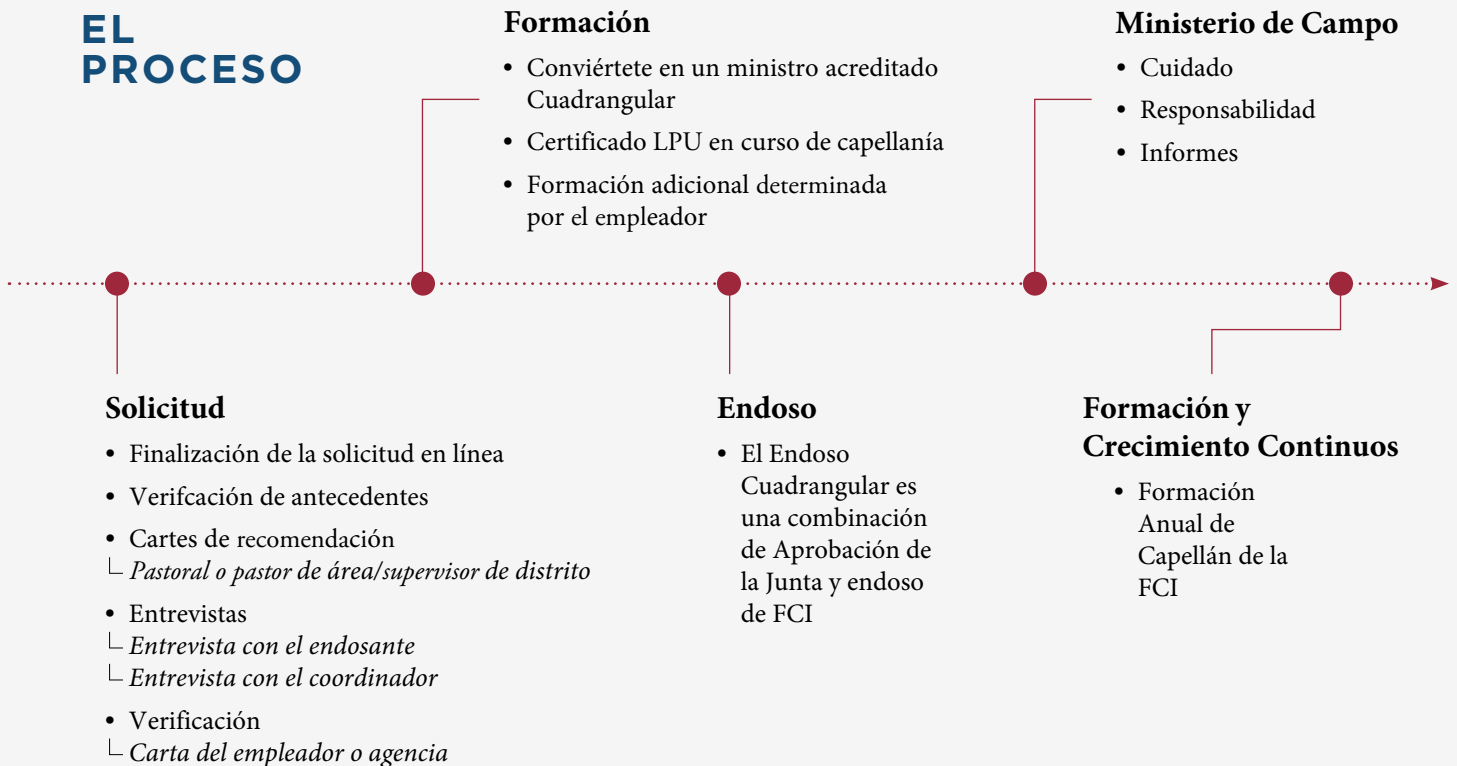 EL
PROCESO
Formación
• Conviértete en un ministro acreditado
Cuadrangular
• Certificado LPU en curso de capellanía
• Formación adicional determinada
por el empleador
Ministerio de Campo
• Cuidado
• Responsabilidad
• Informes
Solicitud
• Finalización de la solicitud en línea
• Verifcación de antecedentes
• Cartes de recomendación
Pastoral o pastor de área/supervisor de distrito
• Entrevistas
Entrevista con el endosante
Entrevista con el coordinador
• Verificación
Carta del empleador o agencia
Endoso
• El Endoso
Cuadrangular es
una combinación
de Aprobación de
la Junta y endoso
de FCI
Formación y
Crecimiento Continuos
• Formación
Anual de
Capellán de la
FCI